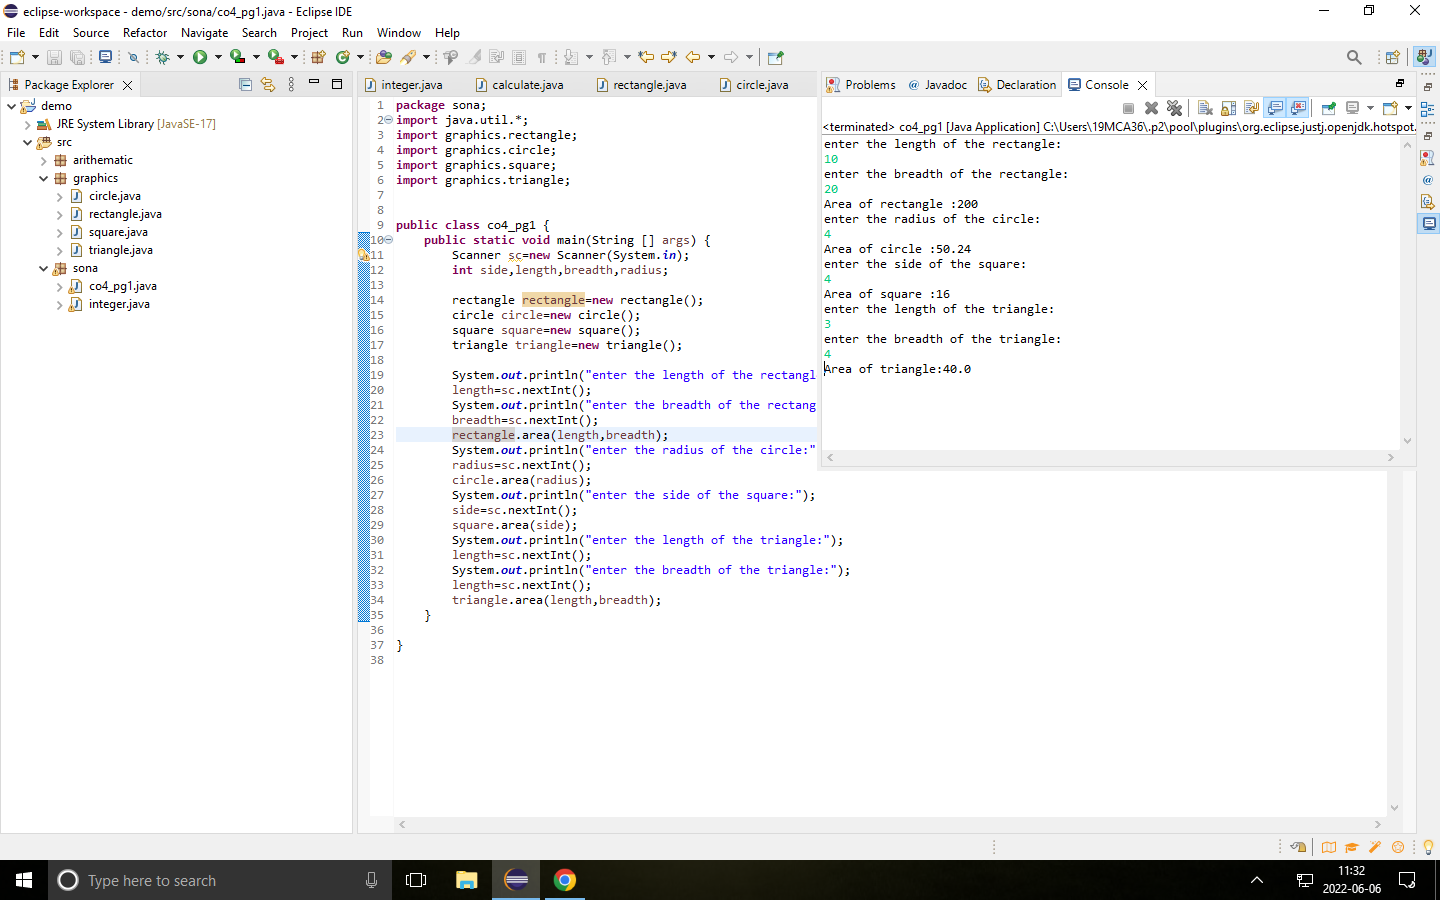 eclipse-workspace - demo/src/sona/co4_pg1.java - Eclipse IDE
File Edit Source Refactor Navigate Search Project Run Window Help
Package Explorer
demo
JRE System Library [JavaSE-17]
src
arithematic
graphics
circle.java
rectangle.java
square.java
triangle.java
sona
co4_pg1.java
integer.java
integer.java calculate.java rectangle.java circle.java
1 package sona;
2 import java.util.*;
3 import graphics.rectangle;
4 import graphics.circle;
5 import graphics.square;
6 import graphics.triangle;
7
8
9 public class co4_pg1 {
10 public static void main(String [] args) {
11 Scanner sc=new Scanner(System.in);
12 int side,length,breadth,radius;
13
14 rectangle rectangle=new rectangle();
15 circle circle=new circle();
16 square square=new square();
17 triangle triangle=new triangle();
18
19 System.out.println("enter the length of the rectangl
20 length=sc.nextInt();
21 System.out.println("enter the breadth of the rectang
22 breadth=sc.nextInt();
23 rectangle.area(length,breadth);
24 System.out.println("enter the radius of the circle:"
25 radius=sc.nextInt();
26 circle.area(radius);
27 System.out.println("enter the side of the square:");
28 side=sc.nextInt();
29 square.area(side);
30 System.out.println("enter the length of the triangle:");
31 length=sc.nextInt();
32 System.out.println("enter the breadth of the triangle:");
33 length=sc.nextInt();
34 triangle.area(length,breadth);
35 }
36
37 }
38
Problems Javadoc Declaration Console
<terminated> co4_pg1 [Java Application] C:\Users\19MCA36\.p2\pool\plugins\org.eclipse.justj.openjdk.hotspot.
enter the length of the rectangle:
10
enter the breadth of the rectangle:
20
Area of rectangle :200
enter the radius of the circle:
4
Area of circle :50.24
enter the side of the square:
4
Area of square :16
enter the length of the triangle:
3
enter the breadth of the triangle:
4
Area of triangle:40.0
Type here to search
11:32
2022-06-06